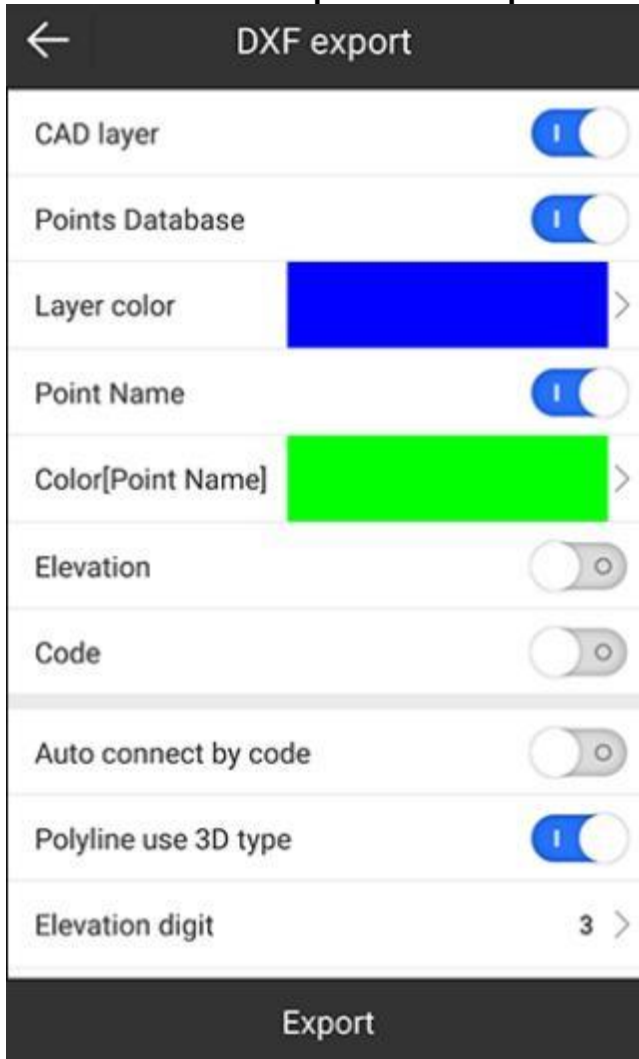 DXF export
CAD layer
Points Database
Layer color
Point Name
Color[Point Name]
Elevation
Code
Auto connect by code
Polyline use 3D type
Elevation digit 3
Export